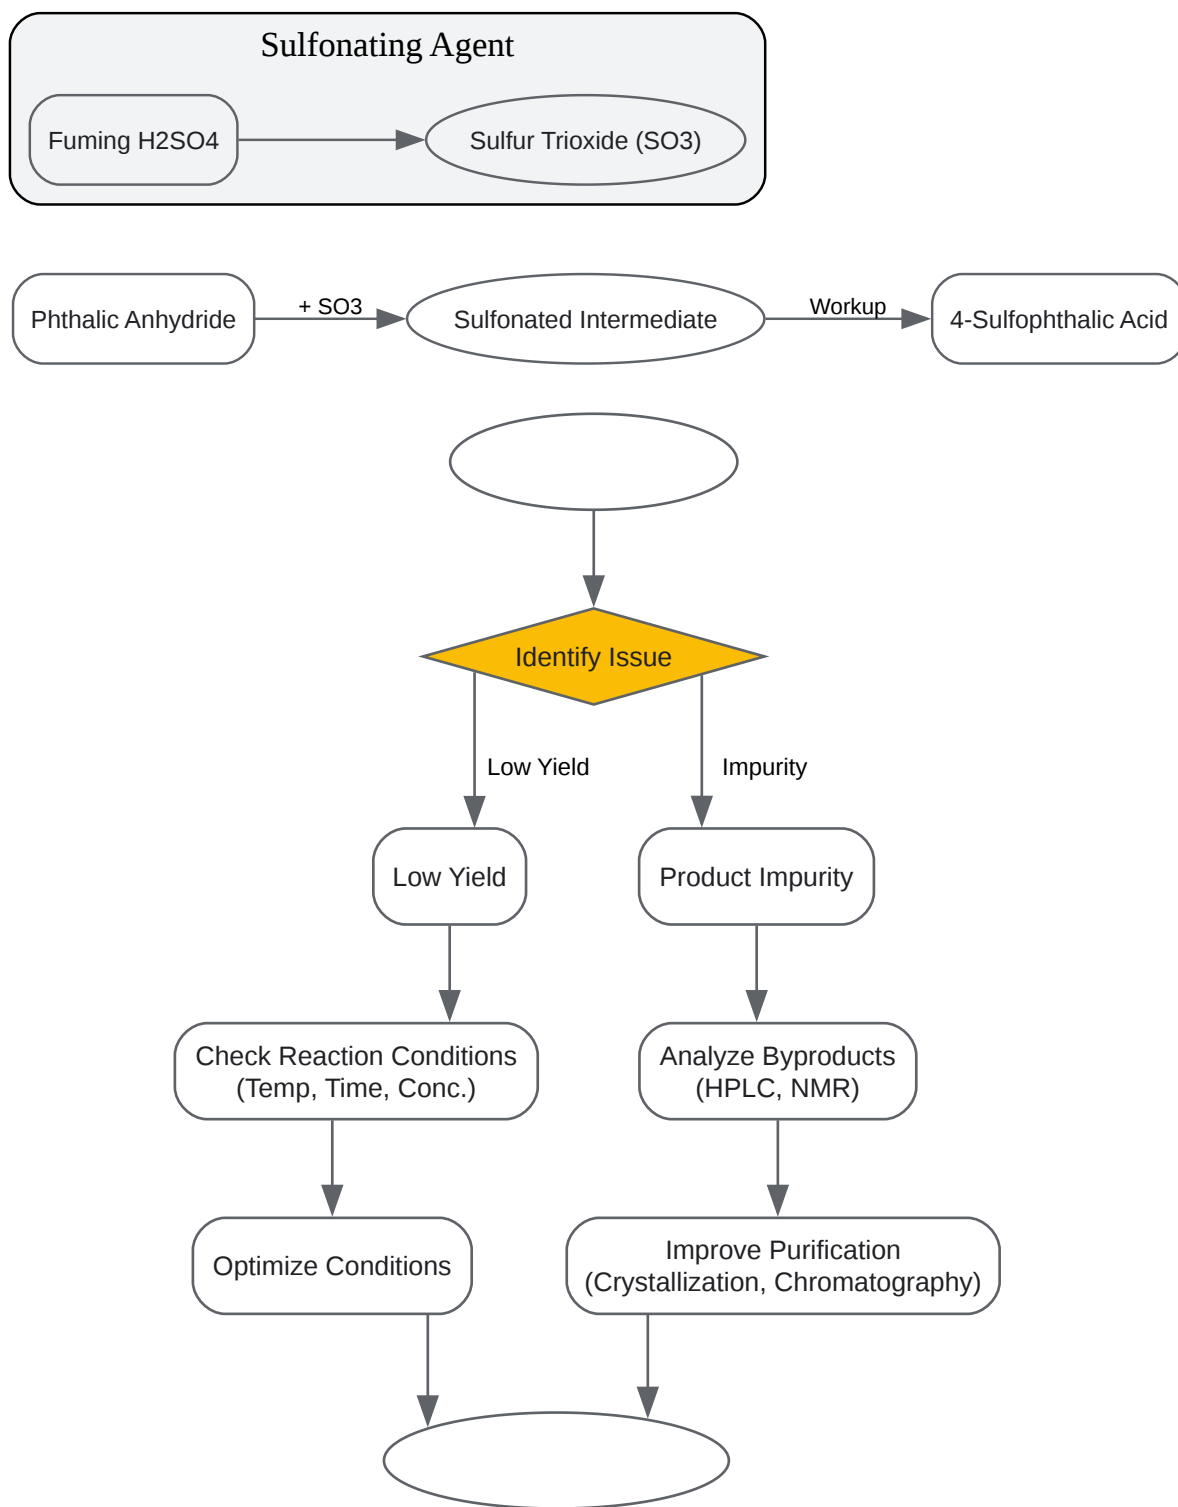 Sulfonating Agent
Fuming H2SO4
Sulfur Trioxide (SO3)
Phthalic Anhydride
+ SO3
Sulfonated Intermediate
Workup
4-Sulfophthalic Acid
Identify Issue
Low Yield
Impurity
Low Yield
Product Impurity
Check Reaction Conditions
(Temp, Time, Conc.)
Analyze Byproducts
(HPLC, NMR)
Optimize Conditions
Improve Purification
(Crystallization, Chromatography)